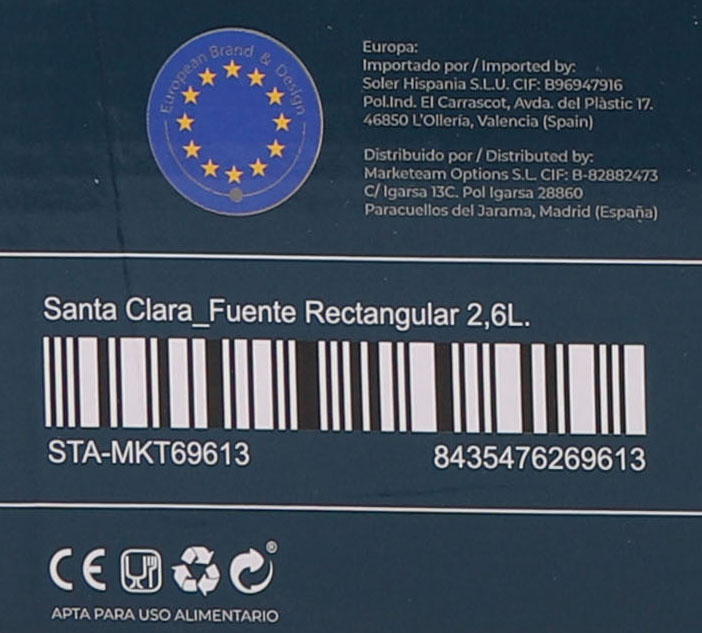 European Brand & Design
Europa:
Importado por / Imported by:
Soler Hispania S.L.U. CIF: B96947916
Pol.Ind. El Carrascot, Avda. del Plàstic 17.
46850 L'Ollería, Valencia (Spain)
Distribuido por / Distributed by:
Marketeam Options S.L. CIF: B-82882473
C/ Igarsa 13C. Pol Igarsa 28860
Paracuellos del Jarama, Madrid (España)
Santa Clara_Fuente Rectangular 2,6L.
STA-MKT69613 8435476269613
CE ®
APTA PARA USO ALIMENTARIO